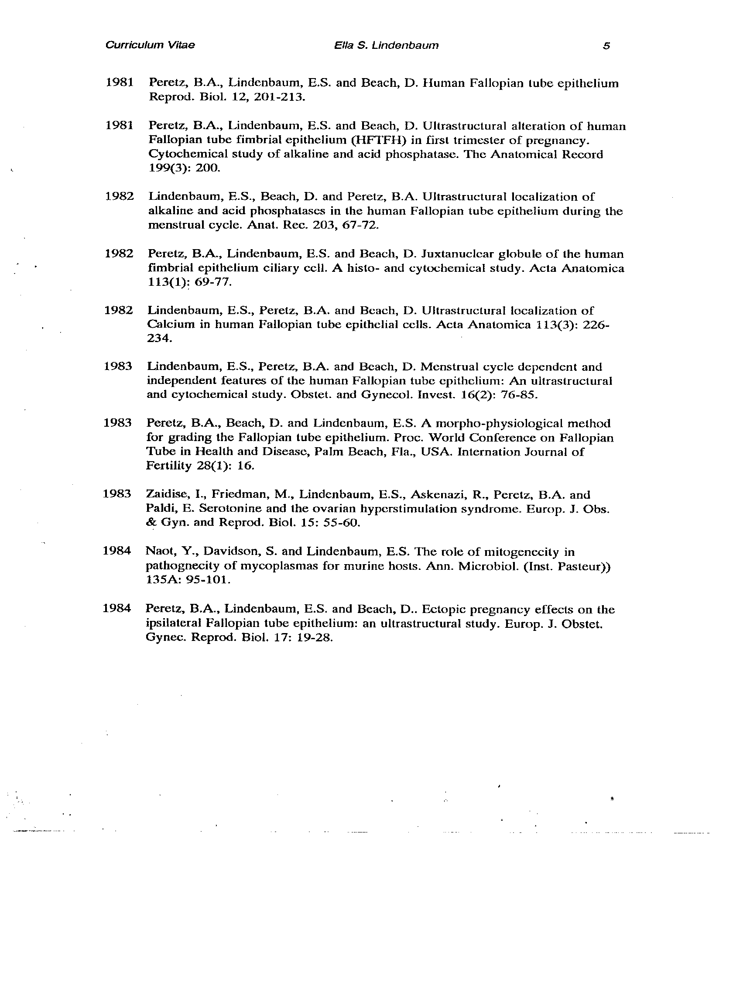 Curriculum Vitae Ella S. Lindenbaum 5
1981 Peretz, B.A., Lindenbaum, E.S. and Beach, D. Human Fallopian tube epithelium
Reprod. Biol. 12, 201-213.
1981 Peretz, B.A., Lindenbaum, E.S. and Beach, D. Ultrastructural alteration of human
Fallopian tube fimbrial epithelium (HFTFH) in first trimester of pregnancy.
Cytochemical study of alkaline and acid phosphatase. The Anatomical Record
199(3): 200.
1982 Lindenbaum, E.S., Beach, D. and Peretz, B.A. Ultrastructural localization of
alkaline and acid phosphatases in the human Fallopian tube epithelium during the
menstrual cycle. Anat. Rec. 203, 67-72.
1982 Peretz, B.A., Lindenbaum, E.S. and Beach, D. Juxtanuclear globule of the human
fimbrial epithelium ciliary cell. A histo- and cytochemical study. Acta Anatomica
113(1): 69-77.
1982 Lindenbaum, E.S., Peretz, B.A. and Beach, D. Ultrastructural localization of
Calcium in human Fallopian tube epithelial cells. Acta Anatomica 113(3): 226-
234.
1983 Lindenbaum, E.S., Peretz, B.A. and Beach, D. Menstrual cycle dependent and
independent features of the human Fallopian tube epithelium: An ultrastructural
and cytochemical study. Obstet. and Gynecol. Invest. 16(2): 76-85.
1983 Peretz, B.A., Beach, D. and Lindenbaum, E.S. A morpho-physiological method
for grading the Fallopian tube epithelium. Proc. World Conference on Fallopian
Tube in Health and Disease, Palm Beach, Fla., USA. Internation Journal of
Fertility 28(1): 16.
1983 Zaidise, I., Friedman, M., Lindenbaum, E.S., Askenazi, R., Peretz, B.A. and
Paldi, E. Serotonine and the ovarian hyperstimulation syndrome. Europ. J. Obs.
& Gyn. and Reprod. Biol. 15: 55-60.
1984 Naot, Y., Davidson, S. and Lindenbaum, E.S. The role of mitogenecity in
pathognecity of mycoplasmas for murine hosts. Ann. Microbiol. (Inst. Pasteur))
135A: 95-101.
1984 Peretz, B.A., Lindenbaum, E.S. and Beach, D.. Ectopic pregnancy effects on the
ipsilateral Fallopian tube epithelium: an ultrastructural study. Europ. J. Obstet.
Gynec. Reprod. Biol. 17: 19-28.